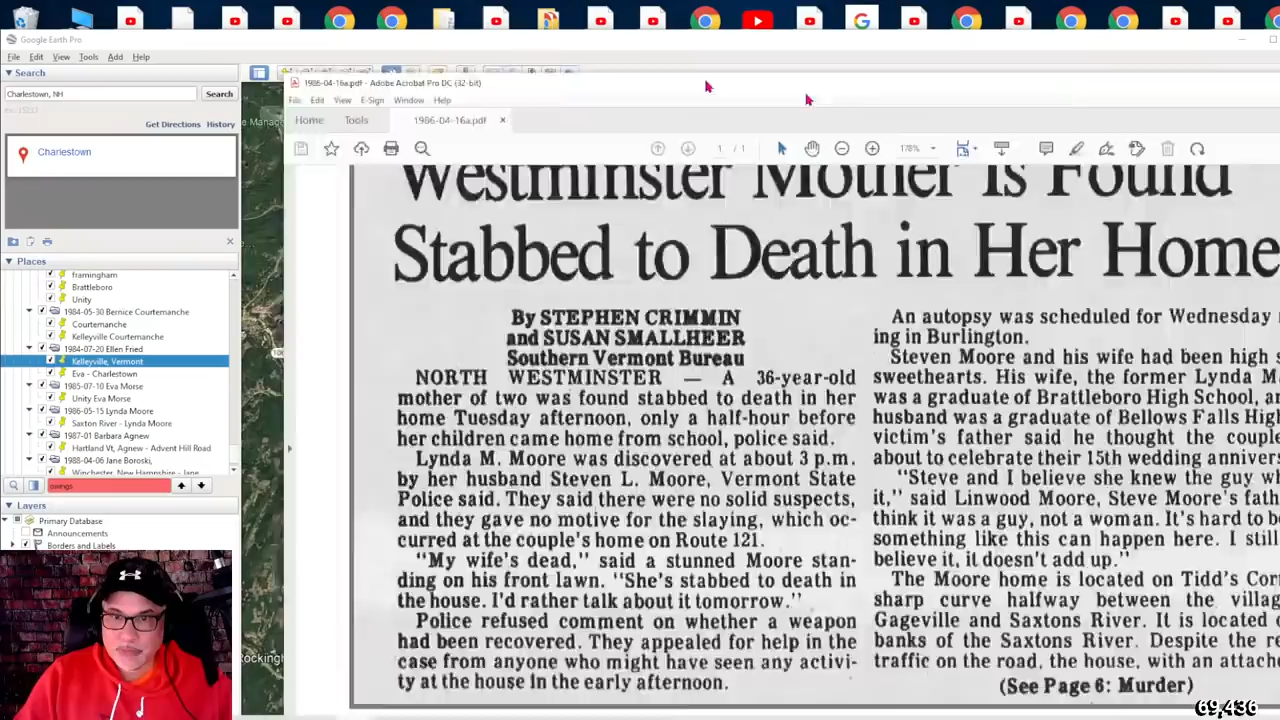 Google Earth Pro
File Edit View Tools Add Help
Search
Charlestown, NH
Search
Get Directions History
Charlestown
Places
framingham
Brattleboro
Unity
1984-05-30 Bernice Courtemanche
Courtemanche
Kelleyville Courtemanche
1984-07-20 Ellen Fried
Kelleyville, Vermont
Eva - Charlestown
1985-07-10 Eva Morse
Unity Eva Morse
1986-05-15 Lynda Moore
Saxton River - Lynda Moore
1987-01 Barbara Agnew
Hartland Vt, Agnew - Advent Hill Road
1988-04-06 Jane Boroski,
Winchester, New Hampshire - Jane
owings
Layers
Primary Database
Announcements
Borders and Labels
1986-04-16a.pdf - Adobe Acrobat Pro DC (32-bit)
File Edit View E-Sign Window Help
Home Tools 1986-04-16a.pdf ×
1 / 1 178%
Westminster Mother Is Found
Stabbed to Death in Her Home
By STEPHEN CRIMMIN
and SUSAN SMALLHEER
Southern Vermont Bureau
NORTH WESTMINSTER — A 36-year-old
mother of two was found stabbed to death in her
home Tuesday afternoon, only a half-hour before
her children came home from school, police said.
Lynda M. Moore was discovered at about 3 p.m.
by her husband Steven L. Moore, Vermont State
Police said. They said there were no solid suspects,
and they gave no motive for the slaying, which oc-
curred at the couple's home on Route 121.
"My wife's dead," said a stunned Moore stan-
ding on his front lawn. "She's stabbed to death in
the house. I'd rather talk about it tomorrow."
Police refused comment on whether a weapon
had been recovered. They appealed for help in the
case from anyone who might have seen any activi-
ty at the house in the early afternoon.
An autopsy was scheduled for Wednesday
ing in Burlington.
Steven Moore and his wife had been high s
sweethearts. His wife, the former Lynda M
was a graduate of Brattleboro High School, an
husband was a graduate of Bellows Falls Hig
victim's father said he thought the coupl
about to celebrate their 15th wedding annivers
"Steve and I believe she knew the guy w
it," said Linwood Moore, Steve Moore's fath
think it was a guy, not a woman. It's hard to b
something like this can happen here. I still
believe it, it doesn't add up."
The Moore home is located on Tidd's Cor
sharp curve halfway between the villag
Gageville and Saxtons River. It is located
banks of the Saxtons River. Despite the r
traffic on the road, the house, with an attach
(See Page 6: Murder)
69,436